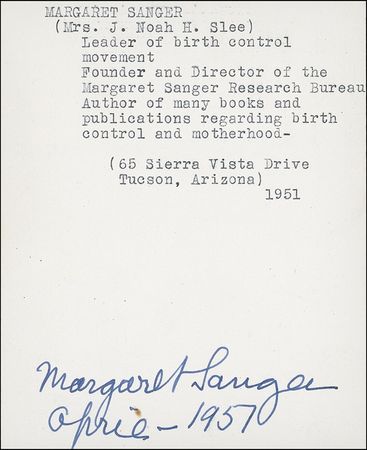 MARGARET SANGER
(Mrs. J. Noah H. Slee)
Leader of birth control
movement
Founder and Director of the
Margaret Sanger Research Bureau
Author of many books and
publications regarding birth
control and motherhood-
(65 Sierra Vista Drive
Tucson, Arizona)
1951
Margaret Sanger
April - 1951